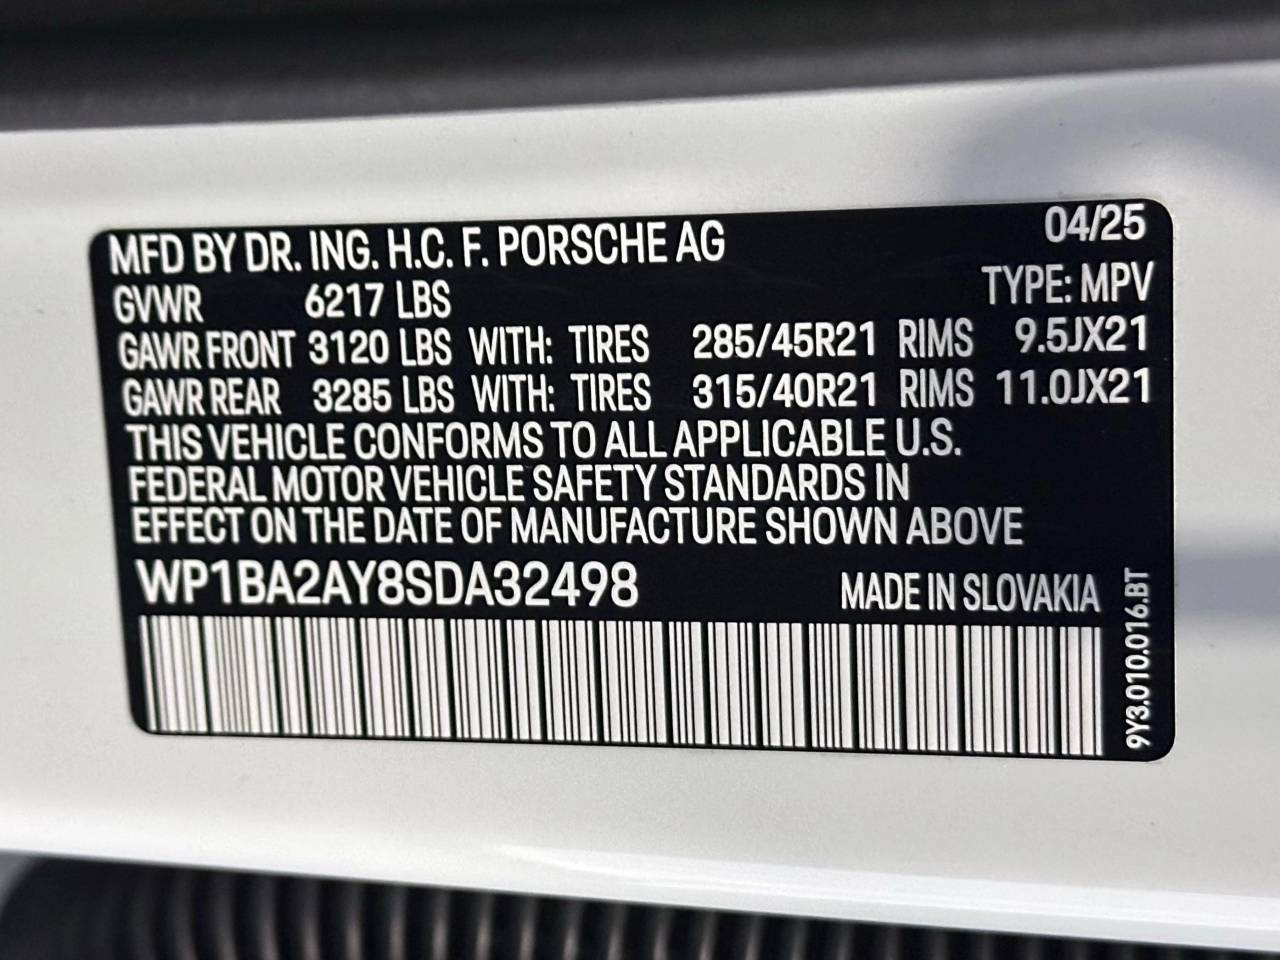 MFD BY DR. ING. H.C. F. PORSCHE AG 04/25
GVWR 6217 LBS TYPE: MPV
GAWR FRONT 3120 LBS WITH: TIRES 285/45R21 RIMS 9.5JX21
GAWR REAR 3285 LBS WITH: TIRES 315/40R21 RIMS 11.0JX21
THIS VEHICLE CONFORMS TO ALL APPLICABLE U.S.
FEDERAL MOTOR VEHICLE SAFETY STANDARDS IN
EFFECT ON THE DATE OF MANUFACTURE SHOWN ABOVE
WP1BA2AY8SDA32498 MADE IN SLOVAKIA
9Y3.010.016.BT